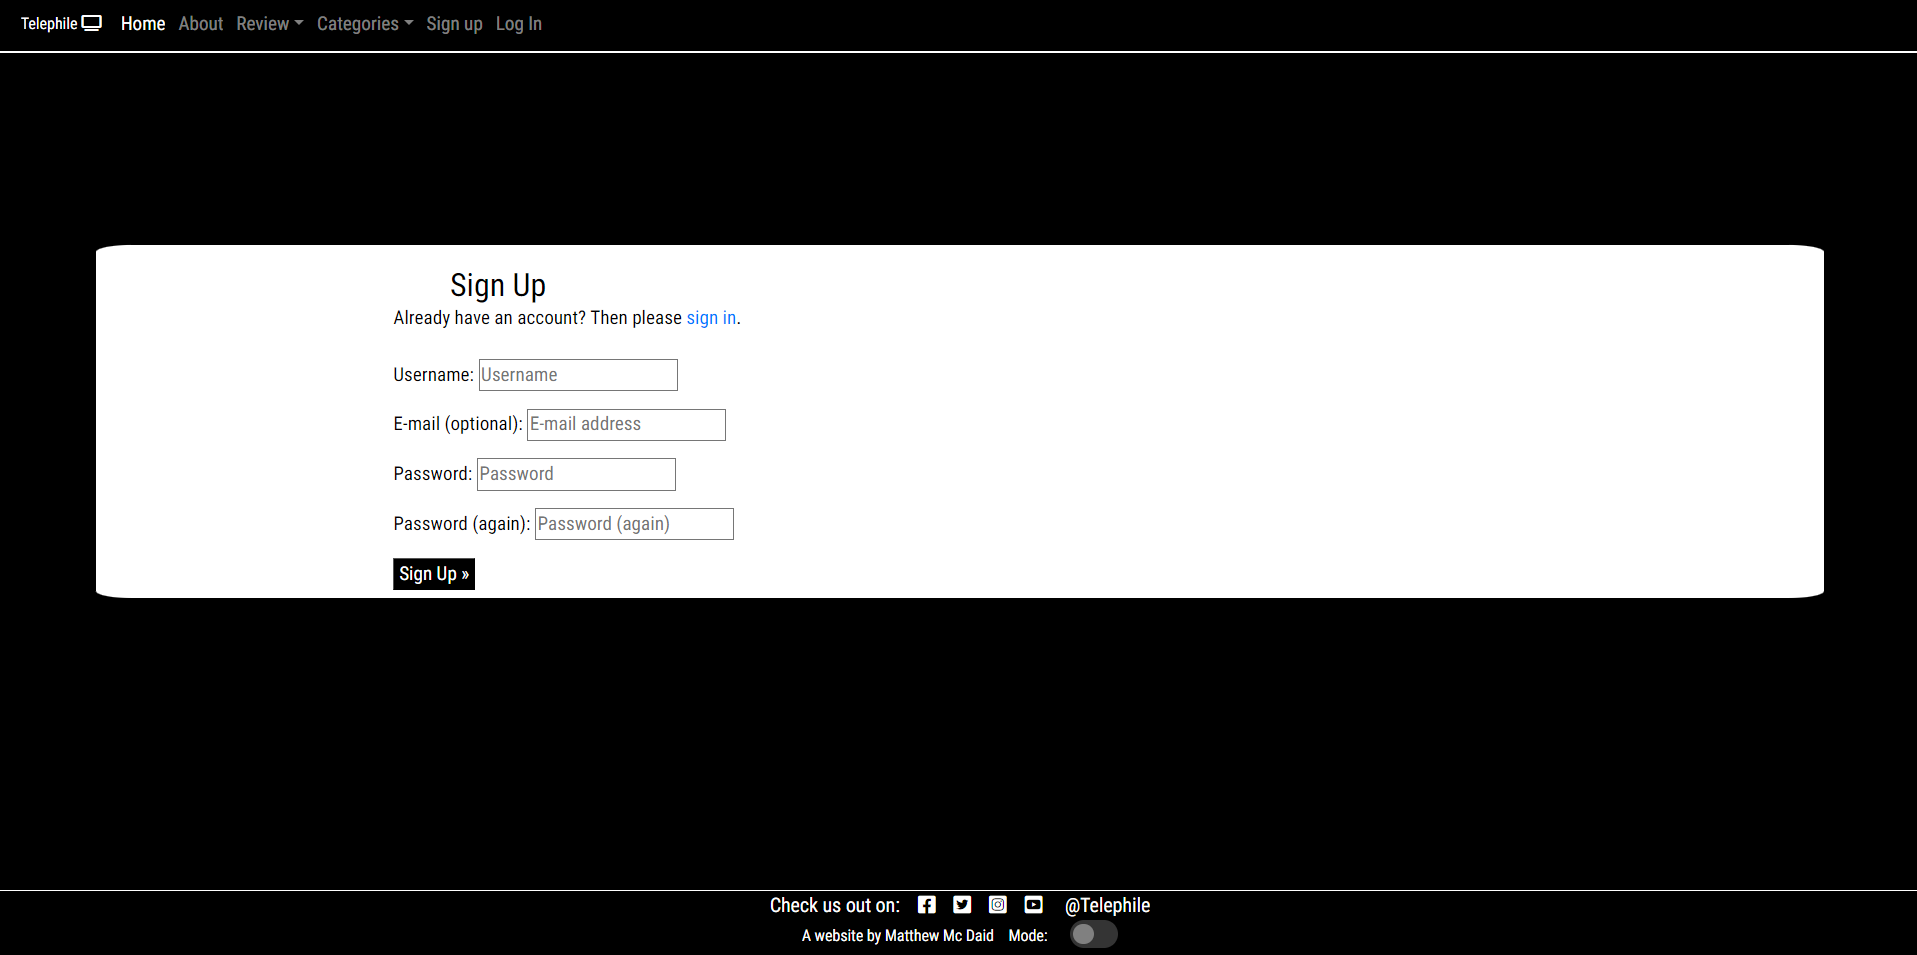 Telephile Home About Review Categories Sign up Log In
Sign Up
Already have an account? Then please sign in.
Username: Username
E-mail (optional): E-mail address
Password: Password
Password (again): Password (again)
Sign Up »
Check us out on: @Telephile
A website by Matthew Mc Daid Mode: